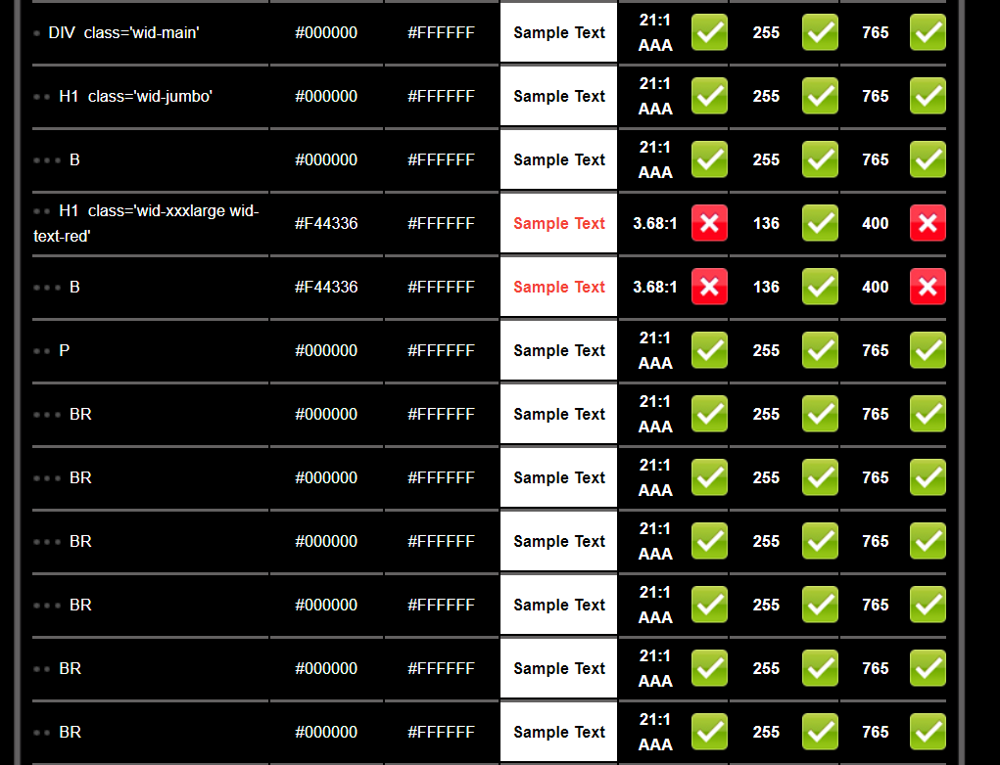 DIV class='wid-main' #000000 #FFFFFF Sample Text 21:1 AAA 255 765
H1 class='wid-jumbo' #000000 #FFFFFF Sample Text 21:1 AAA 255 765
B #000000 #FFFFFF Sample Text 21:1 AAA 255 765
H1 class='wid-xxxlarge wid-text-red' #F44336 #FFFFFF Sample Text 3.68:1 136 400
B #F44336 #FFFFFF Sample Text 3.68:1 136 400
P #000000 #FFFFFF Sample Text 21:1 AAA 255 765
BR #000000 #FFFFFF Sample Text 21:1 AAA 255 765
BR #000000 #FFFFFF Sample Text 21:1 AAA 255 765
BR #000000 #FFFFFF Sample Text 21:1 AAA 255 765
BR #000000 #FFFFFF Sample Text 21:1 AAA 255 765
BR #000000 #FFFFFF Sample Text 21:1 AAA 255 765
BR #000000 #FFFFFF Sample Text 21:1 AAA 255 765